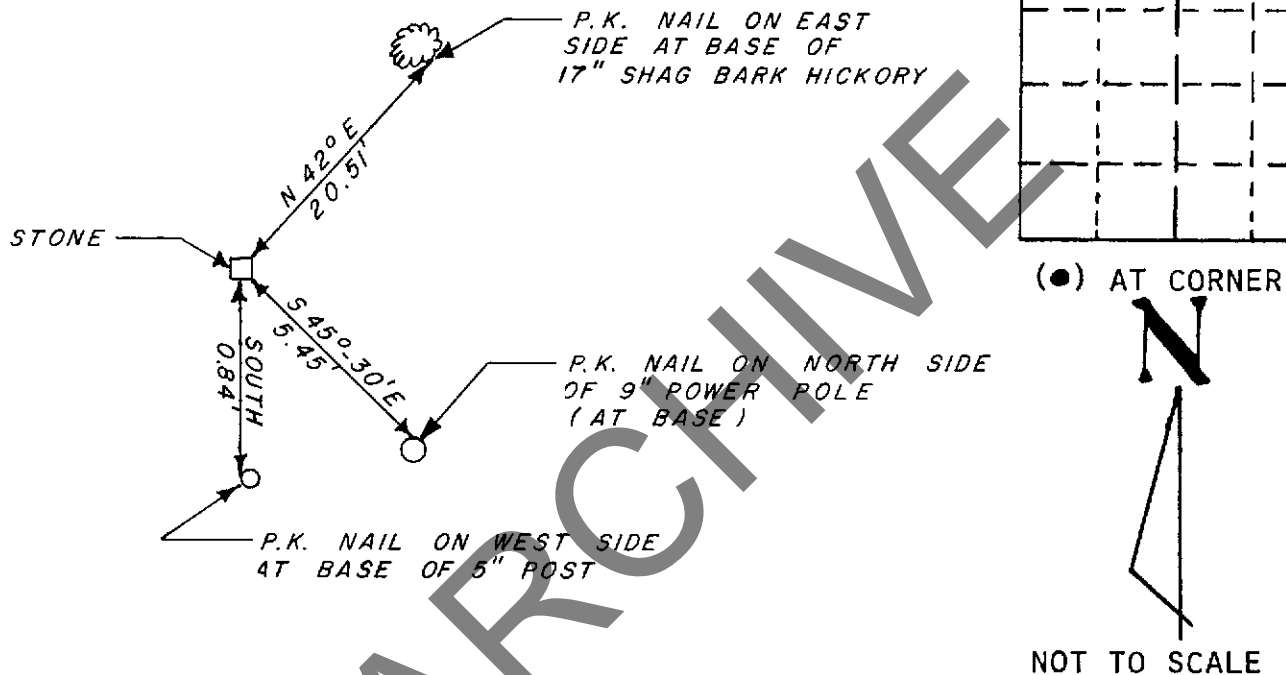 P.K. NAIL ON EAST
SIDE AT BASE OF
17" SHAG BARK HICKORY
N 42° E
20.51'
STONE
S 45°-30' E
5.45'
SOUTH
0.84'
P.K. NAIL ON NORTH SIDE
OF 9" POWER POLE
(AT BASE)
P.K. NAIL ON WEST SIDE
AT BASE OF 5" POST
(●) AT CORNER
N
NOT TO SCALE
ARCHIVE